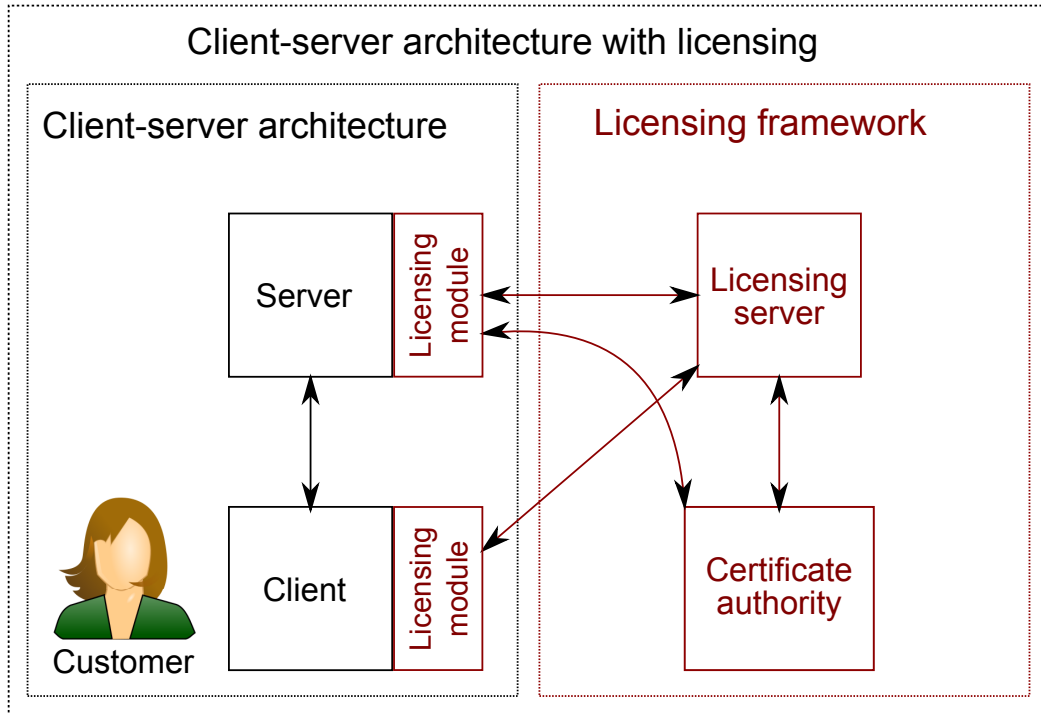 Client-server architecture with licensing
Client-server architecture
Licensing framework
Server
Licensing
module
Licensing
server
Client
Licensing
module
Certificate
authority
Customer